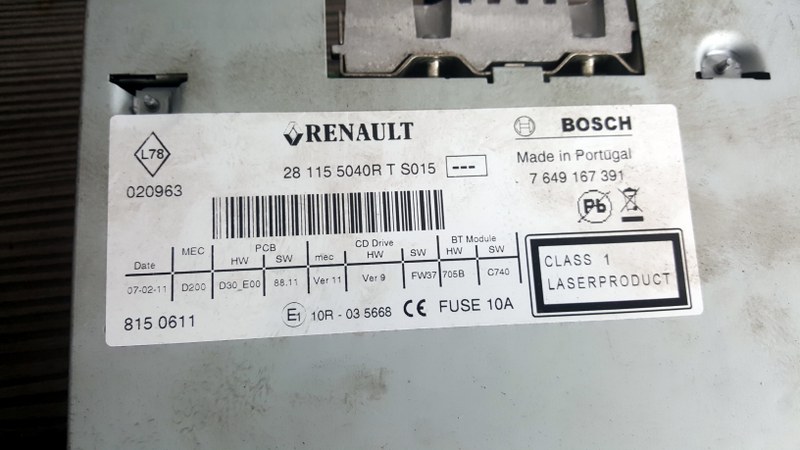 RENAULT
BOSCH
L78
28 115 5040R T S015 ---
Made in Portugal
020963
7 649 167 391
Pb
Date MEC PCB HW SW mec CD Drive HW SW BT Module HW SW
07-02-11 D200 D30_E00 88.11 Ver 11 Ver 9 FW37 705B C740
CLASS 1
LASERPRODUCT
815 0611
E1 10R - 03 5668 CE FUSE 10A